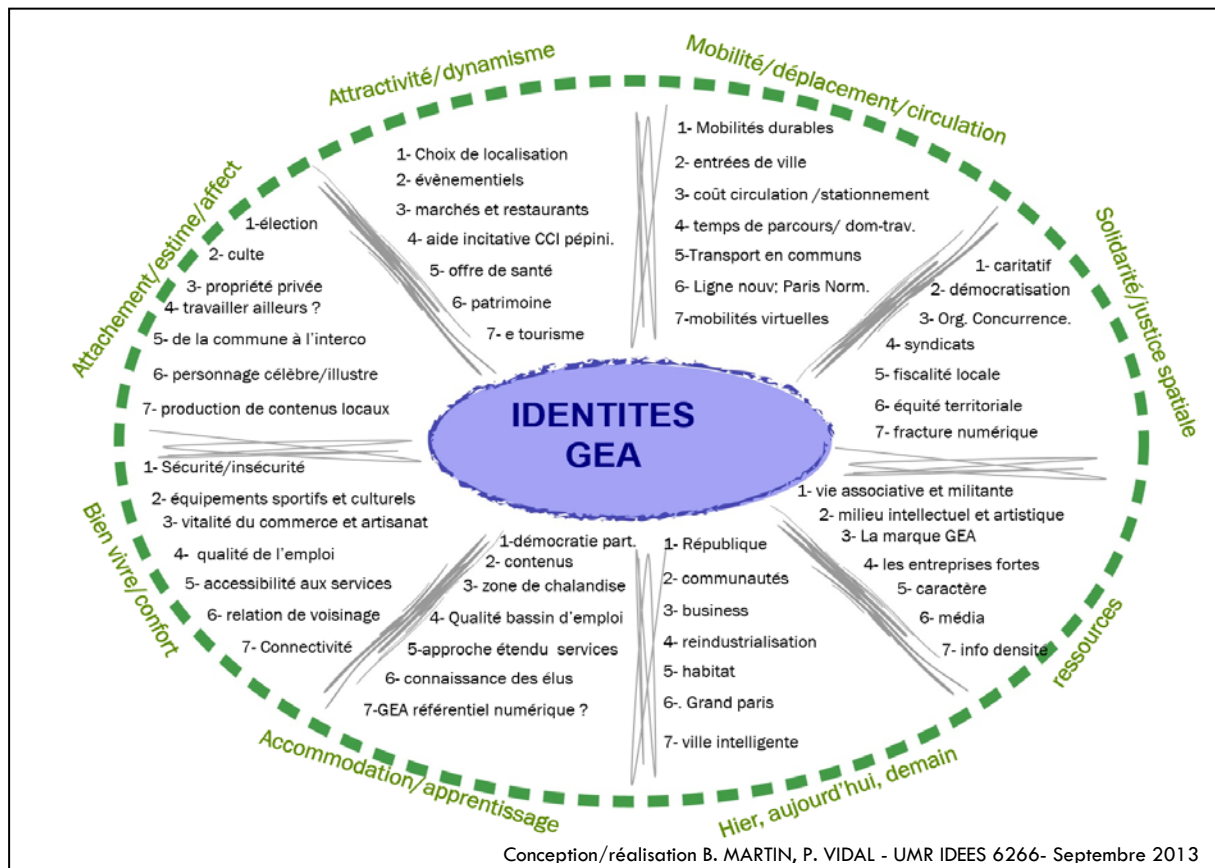 Attractivité/dynamisme
1- Choix de localisation
2- évènementiels
3- marchés et restaurants
4- aide incitative CCI pépini.
5- offre de santé
6- patrimoine
7- e tourisme
Mobilité/déplacement/circulation
1- Mobilités durables
2- entrées de ville
3- coût circulation /stationnement
4- temps de parcours/ dom-trav.
5-Transport en communs
6- Ligne nouv; Paris Norm.
7-mobilités virtuelles
Solidarité/justice spatiale
1- caritatif
2- démocratisation
3- Org. Concurrence.
4- syndicats
5- fiscalité locale
6- équité territoriale
7- fracture numérique
Attachement/estime/affect
1-élection
2- culte
3- propriété privée
4- travailler ailleurs ?
5- de la commune à l'interco
6- personnage célèbre/illustre
7- production de contenus locaux
IDENTITES
GEA
Bien vivre/confort
1- Sécurité/insécurité
2- équipements sportifs et culturels
3- vitalité du commerce et artisanat
4- qualité de l'emploi
5- accessibilité aux services
6- relation de voisinage
7- Connectivité
Accommodation/apprentissage
1-démocratie part.
2- contenus
3- zone de chalandise
4- Qualité bassin d'emploi
5-approche étendu services
6- connaissance des élus
7-GEA référentiel numérique ?
Hier, aujourd'hui, demain
1- République
2- communautés
3- business
4- reindustrialisation
5- habitat
6-. Grand paris
7- ville intelligente
ressources
1- vie associative et militante
2- milieu intellectuel et artistique
3- La marque GEA
4- les entreprises fortes
5- caractère
6- média
7- info densite
Conception/réalisation B. MARTIN, P. VIDAL - UMR IDEES 6266- Septembre 2013